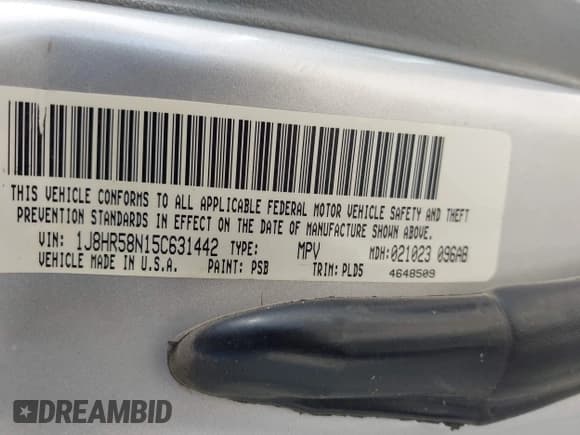 THIS VEHICLE CONFORMS TO ALL APPLICABLE FEDERAL MOTOR VEHICLE SAFETY AND THEFT
PREVENTION STANDARDS IN EFFECT ON THE DATE OF MANUFACTURE SHOWN ABOVE.
VIN: 1J8HR58N15C631442 TYPE: MPV MDH:021023 096AB
VEHICLE MADE IN U.S.A. PAINT: PSB TRIM:PLD5 4648509
DREAMBID